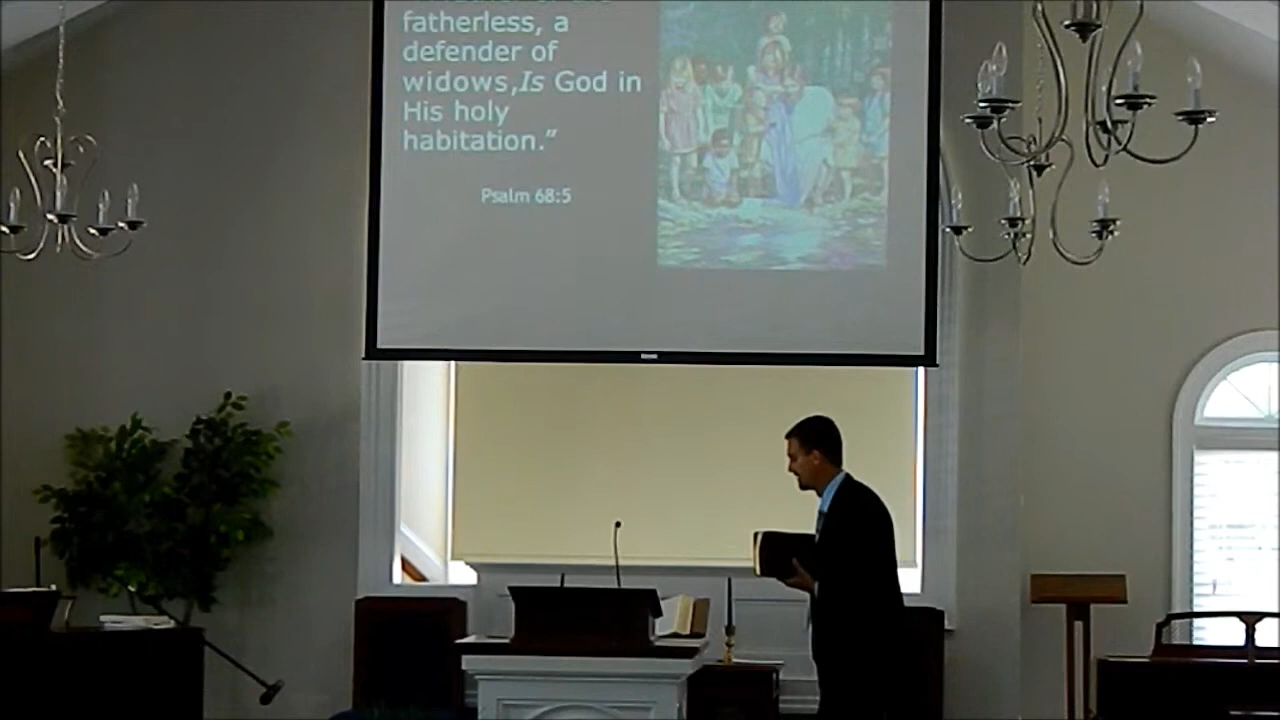 fatherless, a
defender of
widows,Is God in
His holy
habitation.”
Psalm 68:5